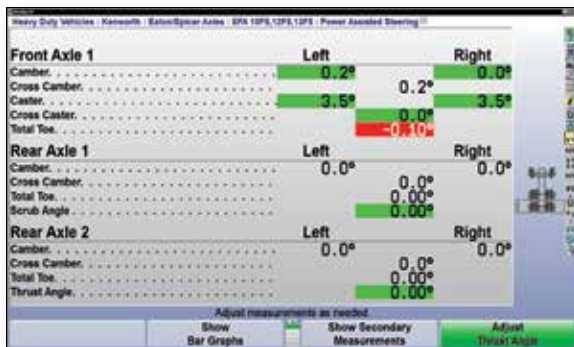 Heavy Duty Vehicles : Kenworth : Eaton/Spicer Axles : EFA 10F5,12F5,13F5 : Power Assisted Steering
Front Axle 1 Left Right
Camber. 0.2° 0.0°
Cross Camber. 0.2°
Caster. 3.5° 3.5°
Cross Caster. 0.0°
Total Toe. -0.10°
Rear Axle 1 Left Right
Camber. 0.0° 0.0°
Cross Camber. 0.0°
Total Toe. 0.00°
Scrub Angle. 0.00°
Rear Axle 2 Left Right
Camber. 0.0° 0.0°
Cross Camber. 0.0°
Total Toe. 0.00°
Thrust Angle. 0.00°
Adjust measurements as needed.
Show Bar Graphs
Show Secondary Measurements
Adjust Thrust Angle